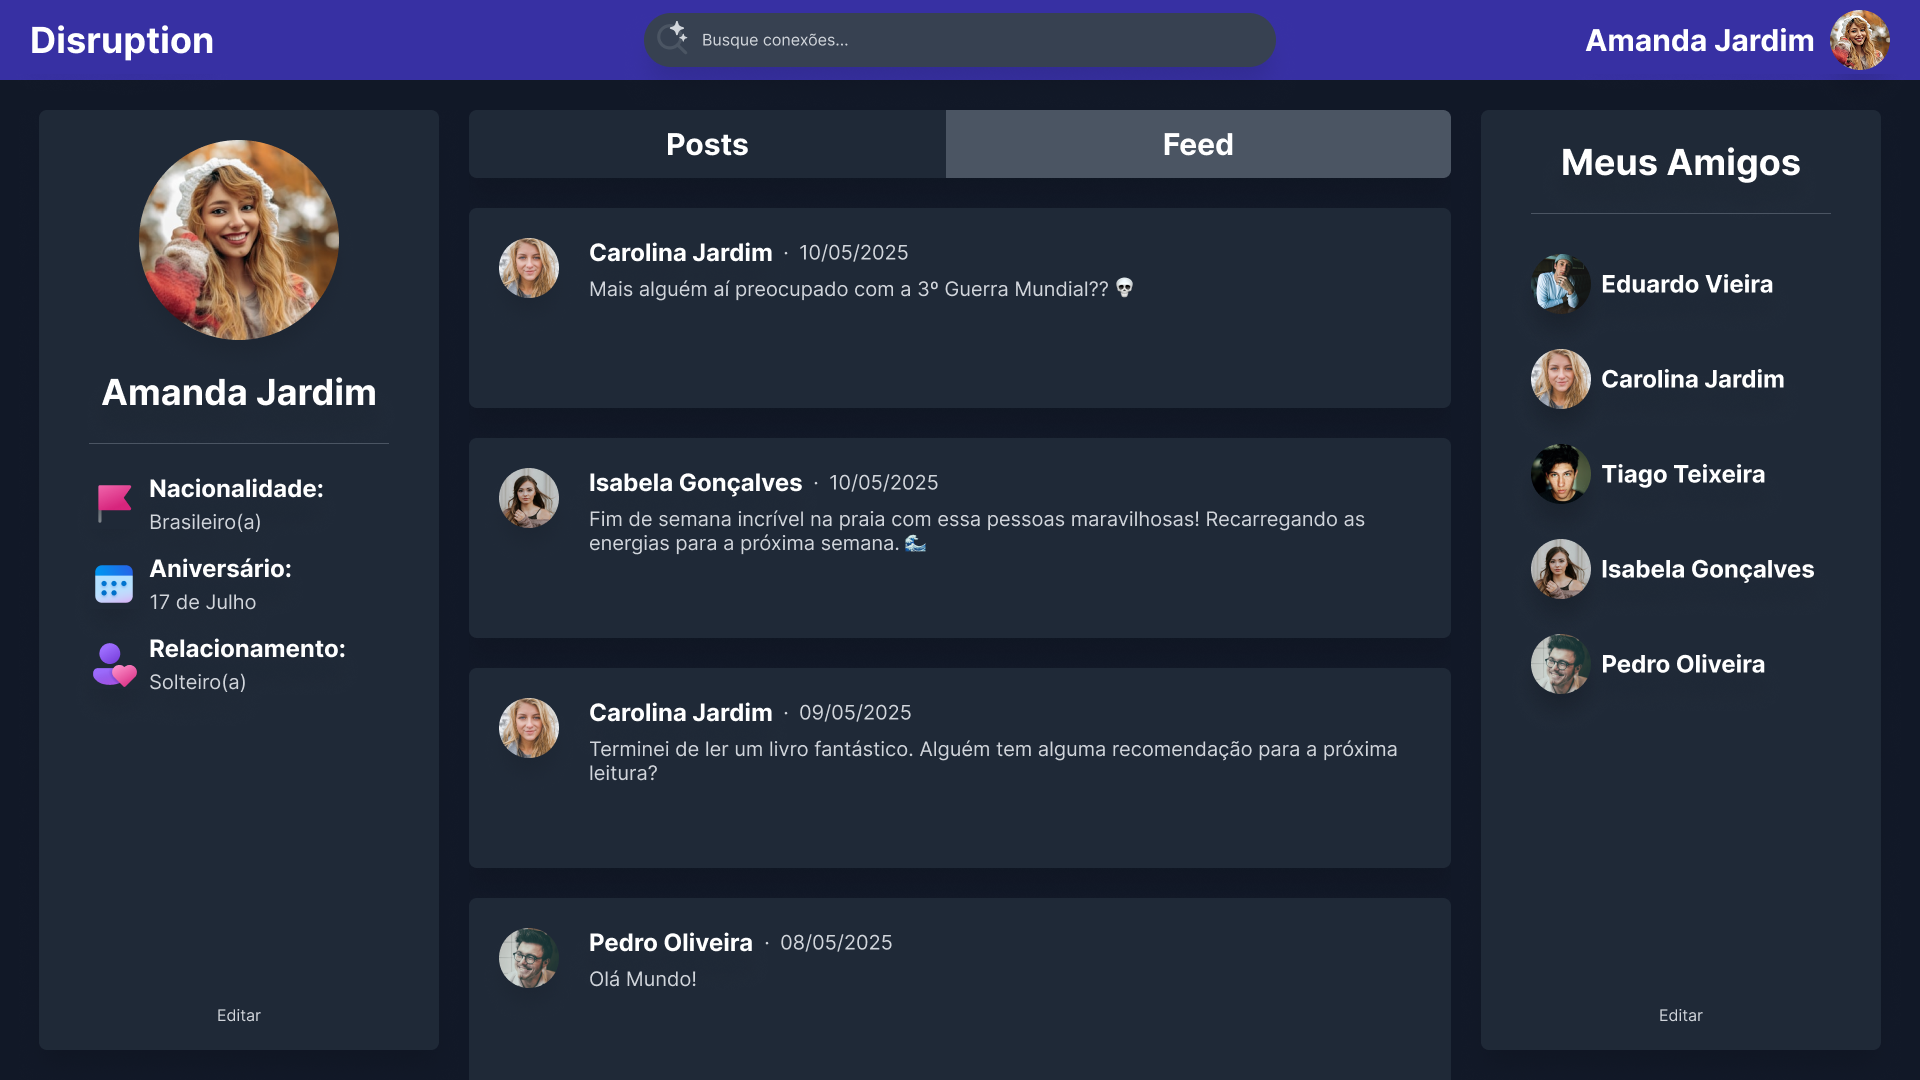 Disruption
Busque conexões...
Amanda Jardim
Amanda Jardim
Nacionalidade:
Brasileiro(a)
Aniversário:
17 de Julho
Relacionamento:
Solteiro(a)
Editar
Posts
Feed
Carolina Jardim · 10/05/2025
Mais alguém aí preocupado com a 3º Guerra Mundial?? 💀
Isabela Gonçalves · 10/05/2025
Fim de semana incrível na praia com essa pessoas maravilhosas! Recarregando as
energias para a próxima semana. 🌊
Carolina Jardim · 09/05/2025
Terminei de ler um livro fantástico. Alguém tem alguma recomendação para a próxima
leitura?
Pedro Oliveira · 08/05/2025
Olá Mundo!
Meus Amigos
Eduardo Vieira
Carolina Jardim
Tiago Teixeira
Isabela Gonçalves
Pedro Oliveira
Editar